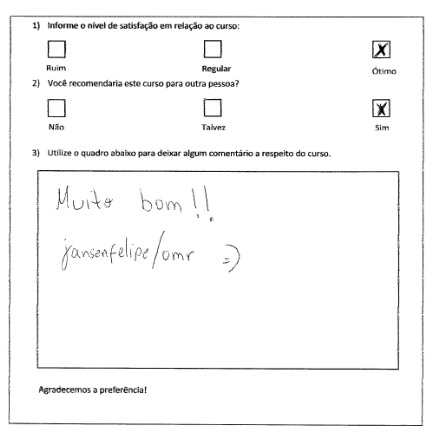 1) Informe o nível de satisfação em relação ao curso:
X
Ruim Regular Ótimo
2) Você recomendaria este curso para outra pessoa?
X
Não Talvez Sim
3) Utilize o quadro abaixo para deixar algum comentário a respeito do curso.
Muito bom!!
jansenfelipe/omr =)
Agradecemos a preferência!